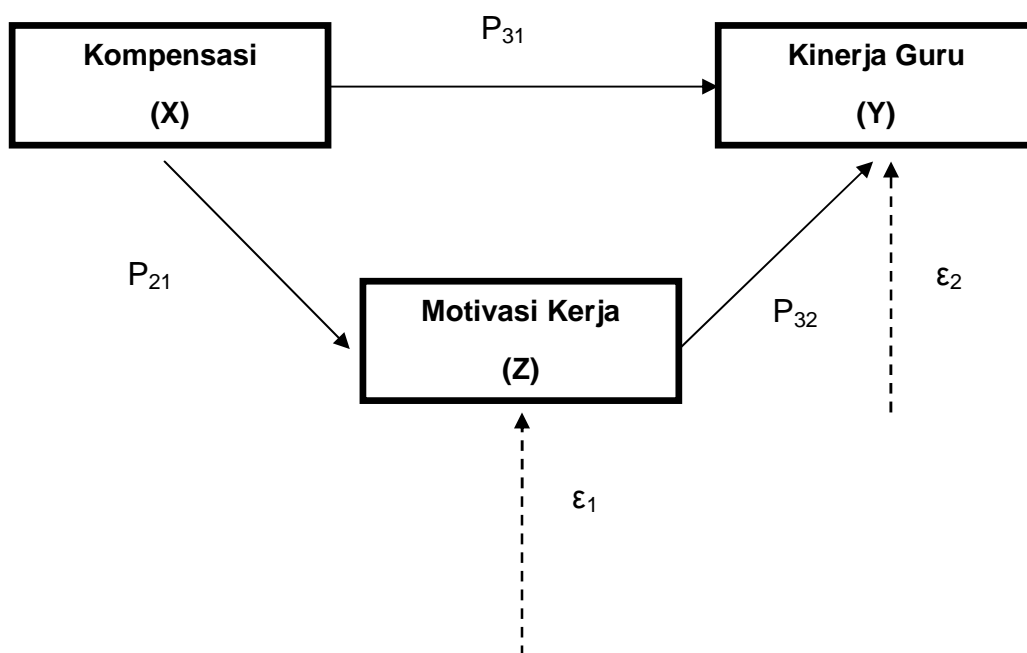 P₃₁
Kompensasi
(X)
Kinerja Guru
(Y)
P₂₁
ε₂
Motivasi Kerja
(Z)
P₃₂
ε₁